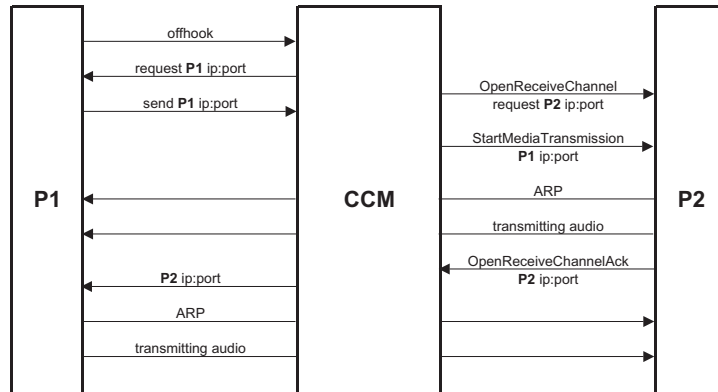 offhook
request P1 ip:port
send P1 ip:port
OpenReceiveChannel
request P2 ip:port
StartMediaTransmission
P1 ip:port
P1
CCM
P2
ARP
transmitting audio
OpenReceiveChannelAck
P2 ip:port
P2 ip:port
ARP
transmitting audio